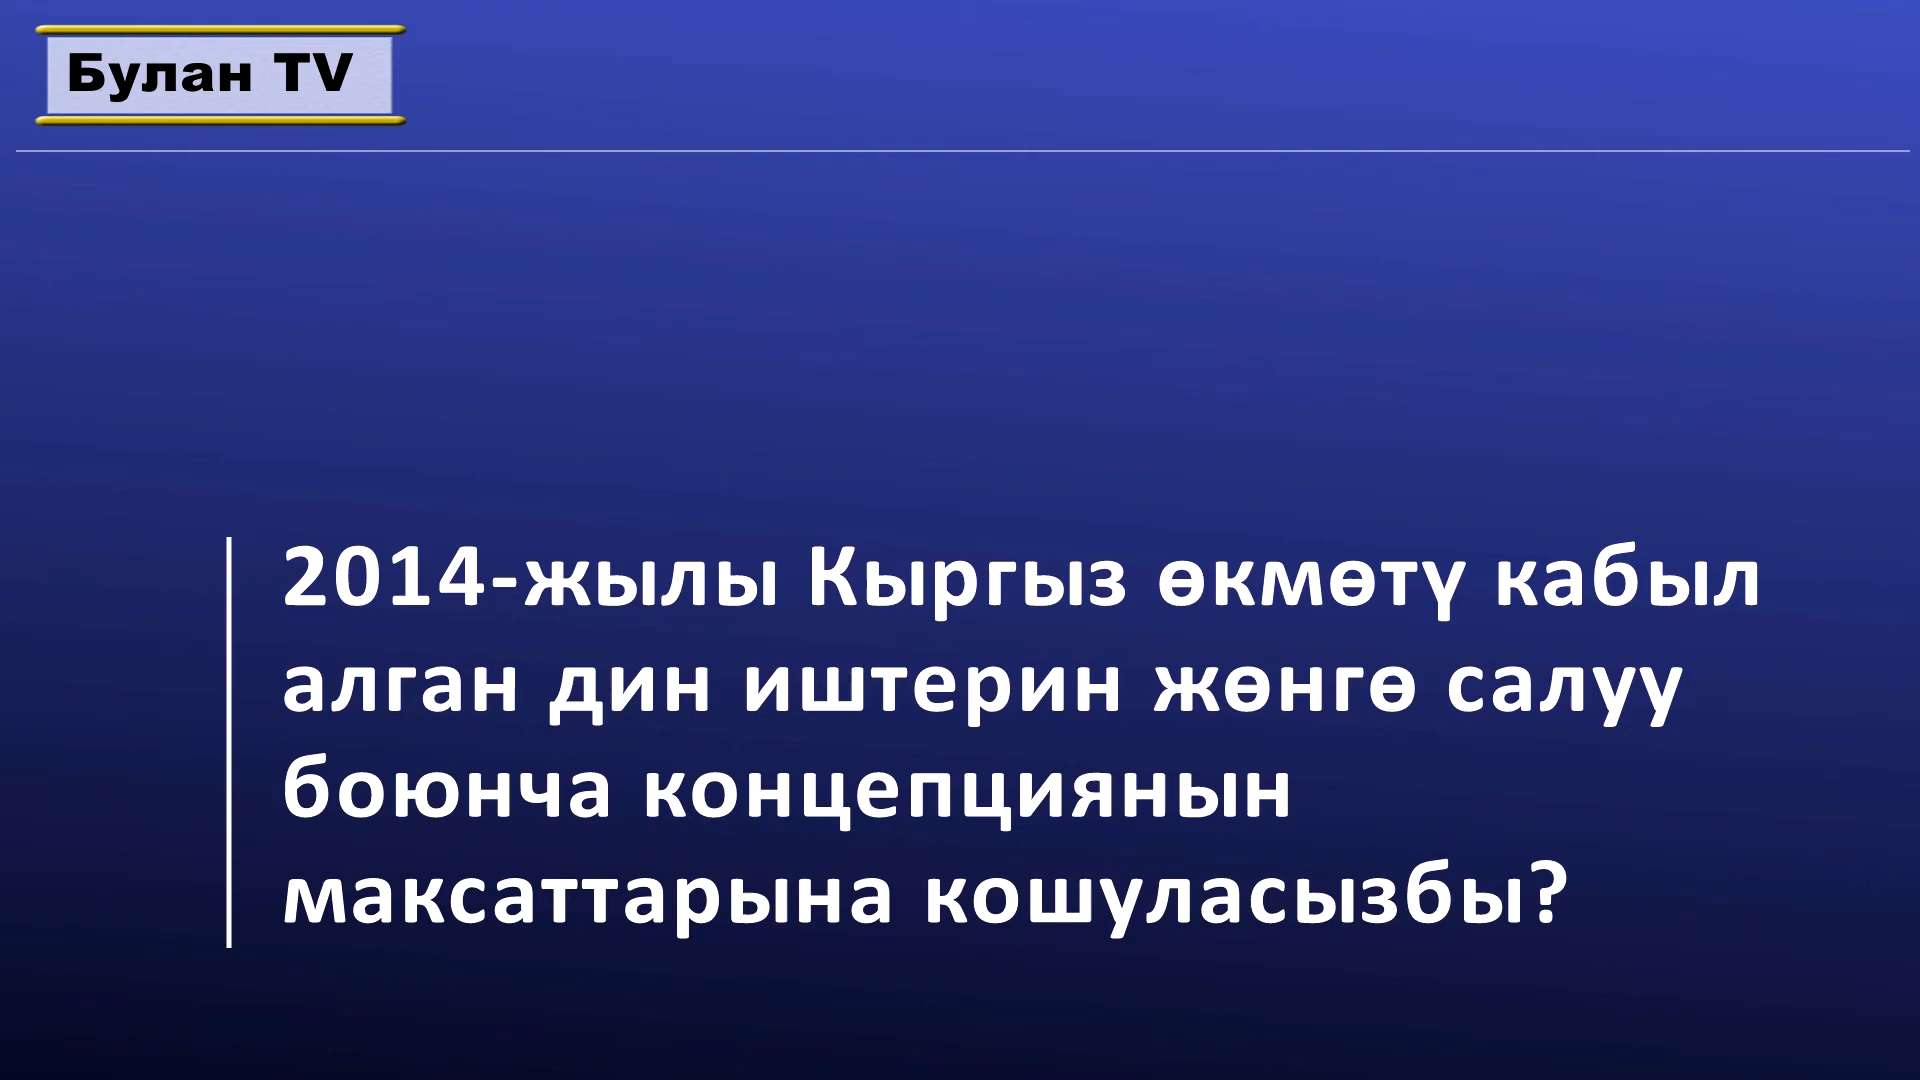 Булан TV
2014-жылы Кыргыз өкмөтү кабыл
алган дин иштерин жөнгө салуу
боюнча концепциянын
максаттарына кошуласызбы?